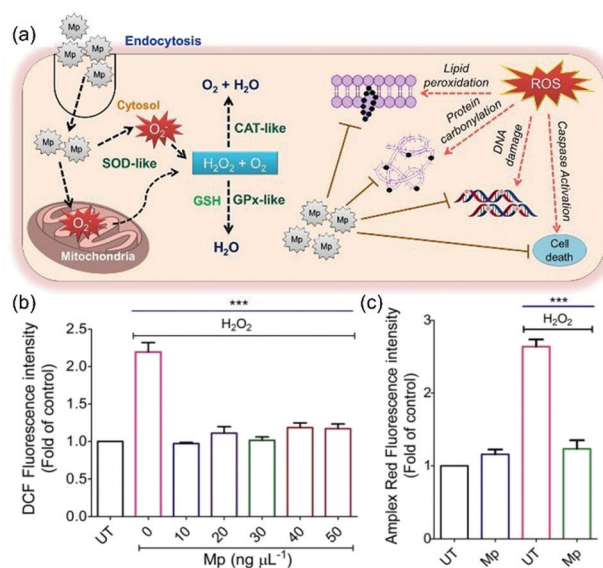 (a)
Mp
Mp
Mp
Mp
Endocytosis
Mp
Mp
Cytosol
O₂
SOD-like
O₂
Mitochondria
O₂ + H₂O
CAT-like
H₂O₂ + O₂
GSH
GPx-like
H₂O
Lipid
peroxidation
ROS
Protein
carbonylation
DNA
damage
Caspase Activation
Mp
Mp
Mp
Mp
Cell
death
(b)
***
H₂O₂
DCF Fluorescence intensity
(Fold of control)
2.5
2.0
1.5
1.0
0.5
0.0
UT
0
10
20
30
40
50
Mp (ng µL⁻¹)
(c)
***
H₂O₂
Amplex Red Fluorescence intensity
(Fold of control)
3
2
1
0
UT
Mp
UT
Mp